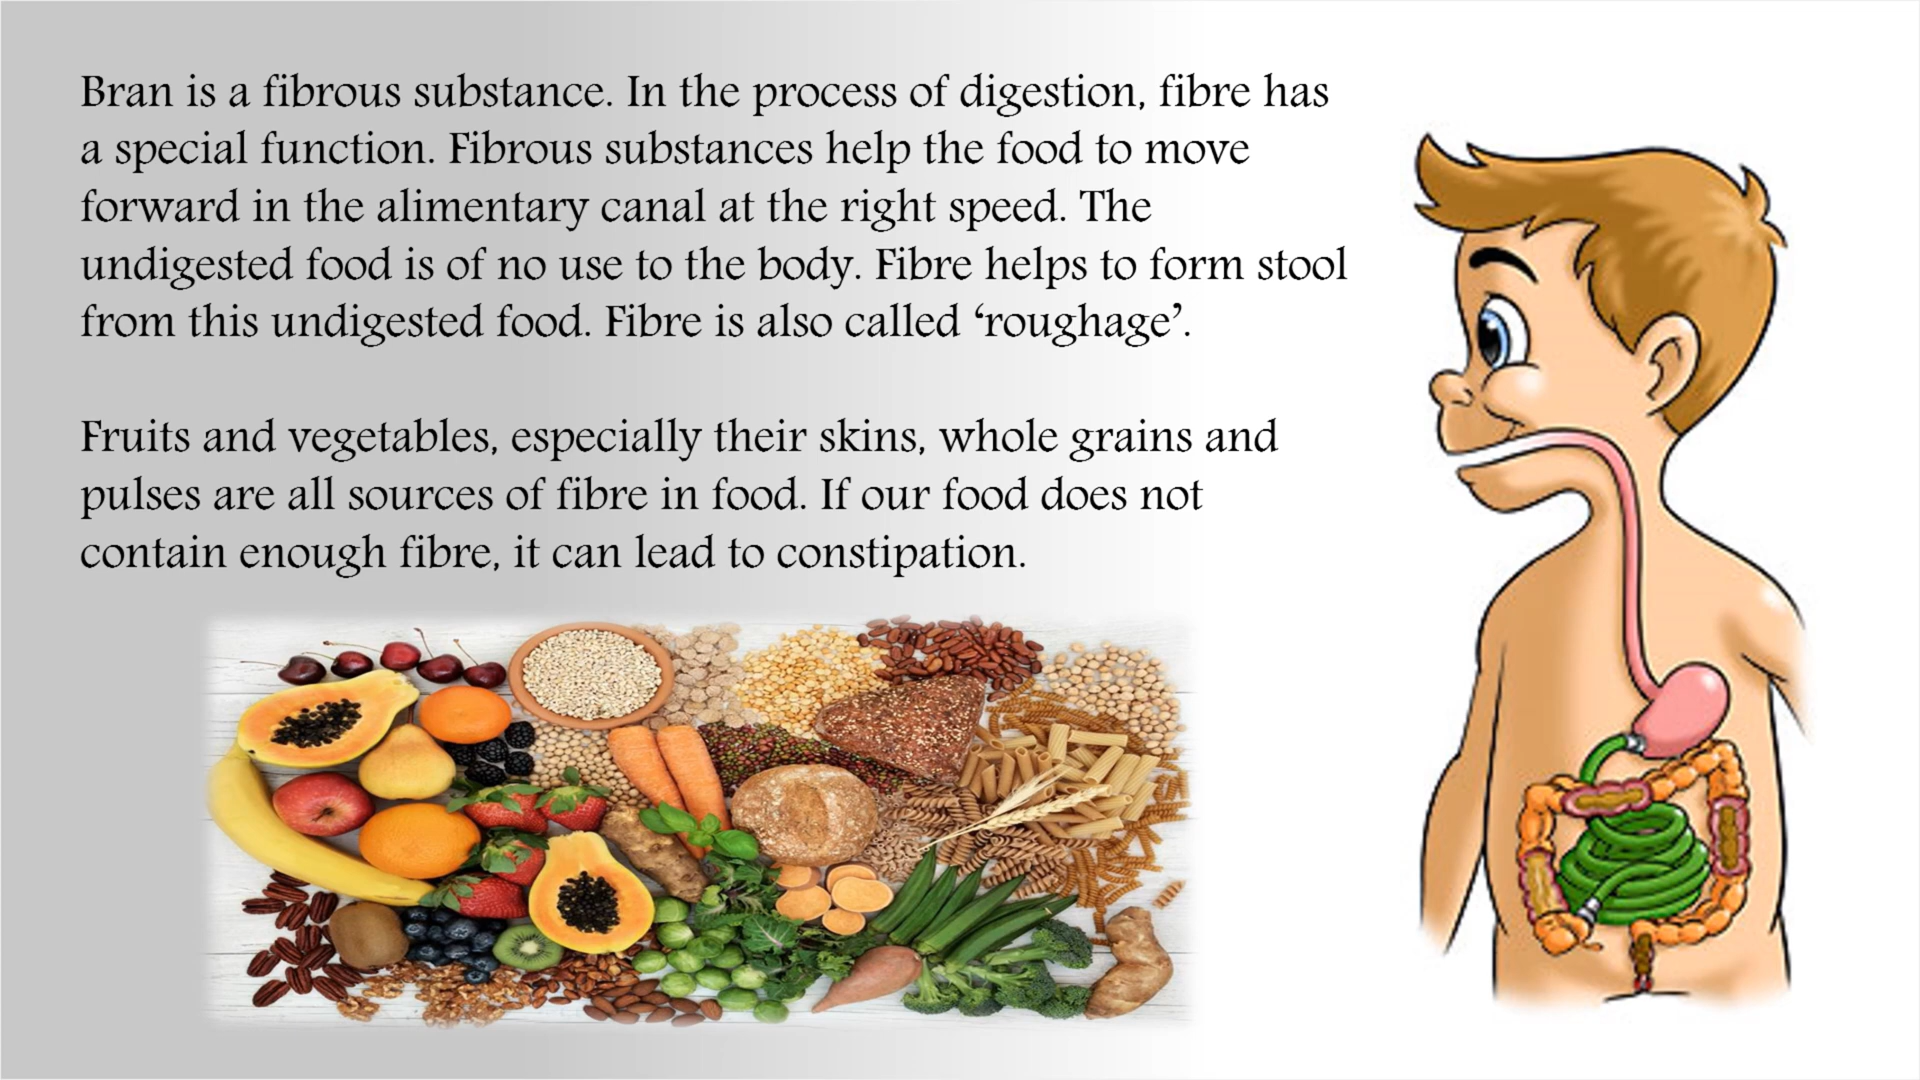 Bran is a fibrous substance. In the process of digestion, fibre has
a special function. Fibrous substances help the food to move
forward in the alimentary canal at the right speed. The
undigested food is of no use to the body. Fibre helps to form stool
from this undigested food. Fibre is also called ‘roughage’.
Fruits and vegetables, especially their skins, whole grains and
pulses are all sources of fibre in food. If our food does not
contain enough fibre, it can lead to constipation.